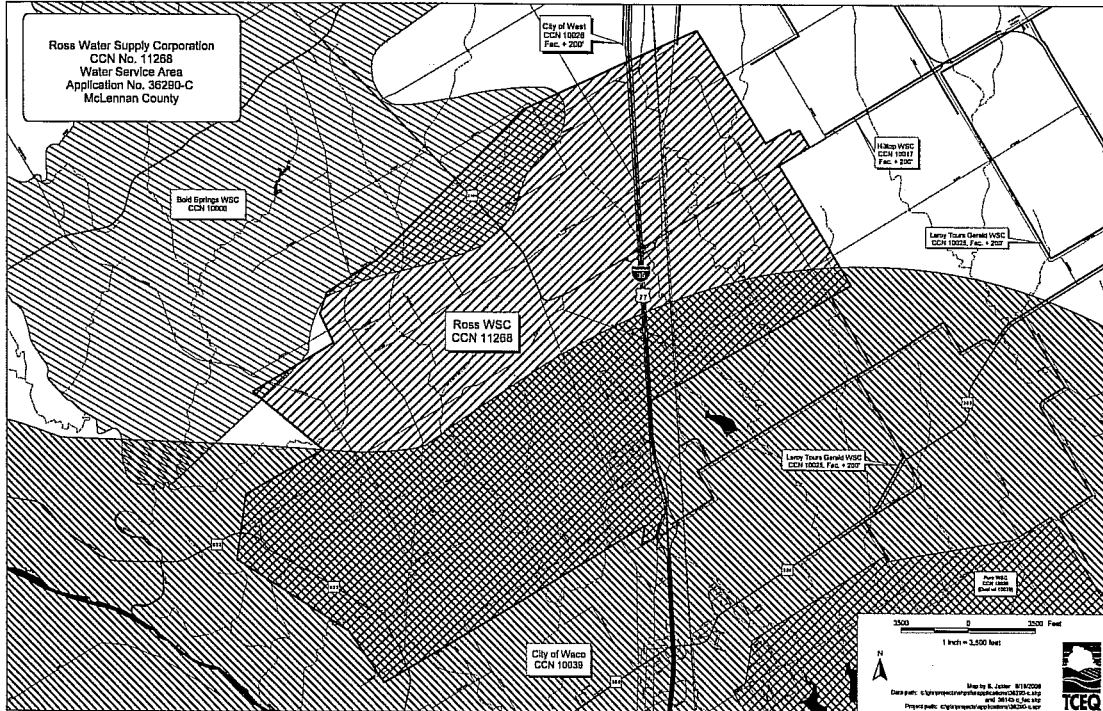 Ross Water Supply Corporation
CCN No. 11268
Water Service Area
Application No. 36290-C
McLennan County
City of West
CCN 10026
Fac. + 200'
Hilltop WSC
CCN 10017
Fac. + 200'
Bold Springs WSC
CCN 10008
Leroy Tours Gerald WSC
CCN 10025, Fac. + 200'
35
77
Ross WSC
CCN 11268
Leroy Tours Gerald WSC
CCN 10025, Fac. + 200'
City of Waco
CCN 10039
3500 0 3500 Feet
1 inch = 3,500 feet
N
TCEQ